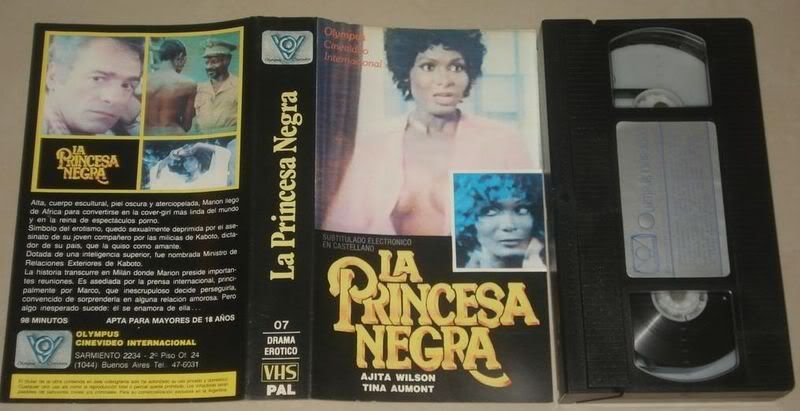 LA
PRINCESA
NEGRA
Alta, cuerpo escultural, piel oscura y aterciopelada, Marion llego
de Africa para convertirse en la cover-girl más linda del mundo
y en la reina de espectáculos porno.
Símbolo del erotismo, quedo sexualmente deprimida por el ase-
sinato de su joven compañero por las milicias de Kaboto, dicta-
dor de su país, que la quiso como amante.
Dotada de una inteligencia superior, fue nombrada Ministro de
Relaciones Exteriores de Kaboto.
La historia transcurre en Milán donde Marion preside importan-
tes reuniones. Es asediada por la prensa internacional, princi-
palmente por Marco, que inescrupuloso decide perseguirla,
convencido de sorprenderla en alguna relación amorosa. Pero
algo inesperado sucede: él se enamora de ella...
98 MINUTOS APTA PARA MAYORES DE 18 AÑOS
OLYMPUS
CINEVIDEO INTERNACIONAL
SARMIENTO 2234 - 2º Piso Of. 24
(1044) Buenos Aires Tel. 47-6031
La Princesa Negra
07
DRAMA
EROTICO
VHS
PAL
Olympus
Cinevideo
Internacional
SUBTITULADO ELECTRONICO
EN CASTELLANO
LA
PRINCESA
NEGRA
AJITA WILSON
TINA AUMONT